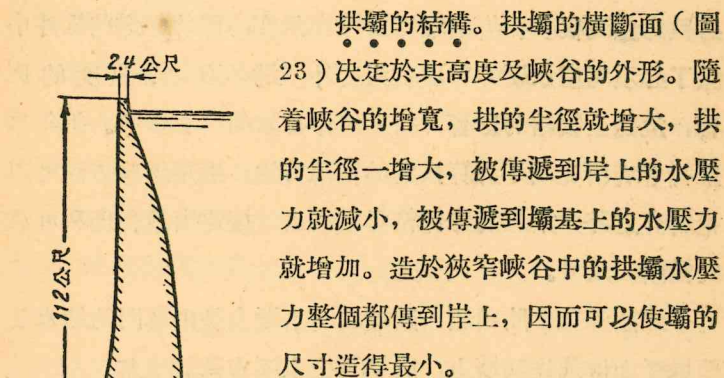 拱壩的結構。拱壩的橫斷面（圖
23）決定於其高度及峽谷的外形。隨
着峽谷的增寬，拱的半徑就增大，拱
的半徑一增大，被傳遞到岸上的水壓
力就減小，被傳遞到壩基上的水壓力
就增加。造於狹窄峽谷中的拱壩水壓
力整個都傳到岸上，因而可以使壩的
尺寸造得最小。
2.4公尺
112公尺